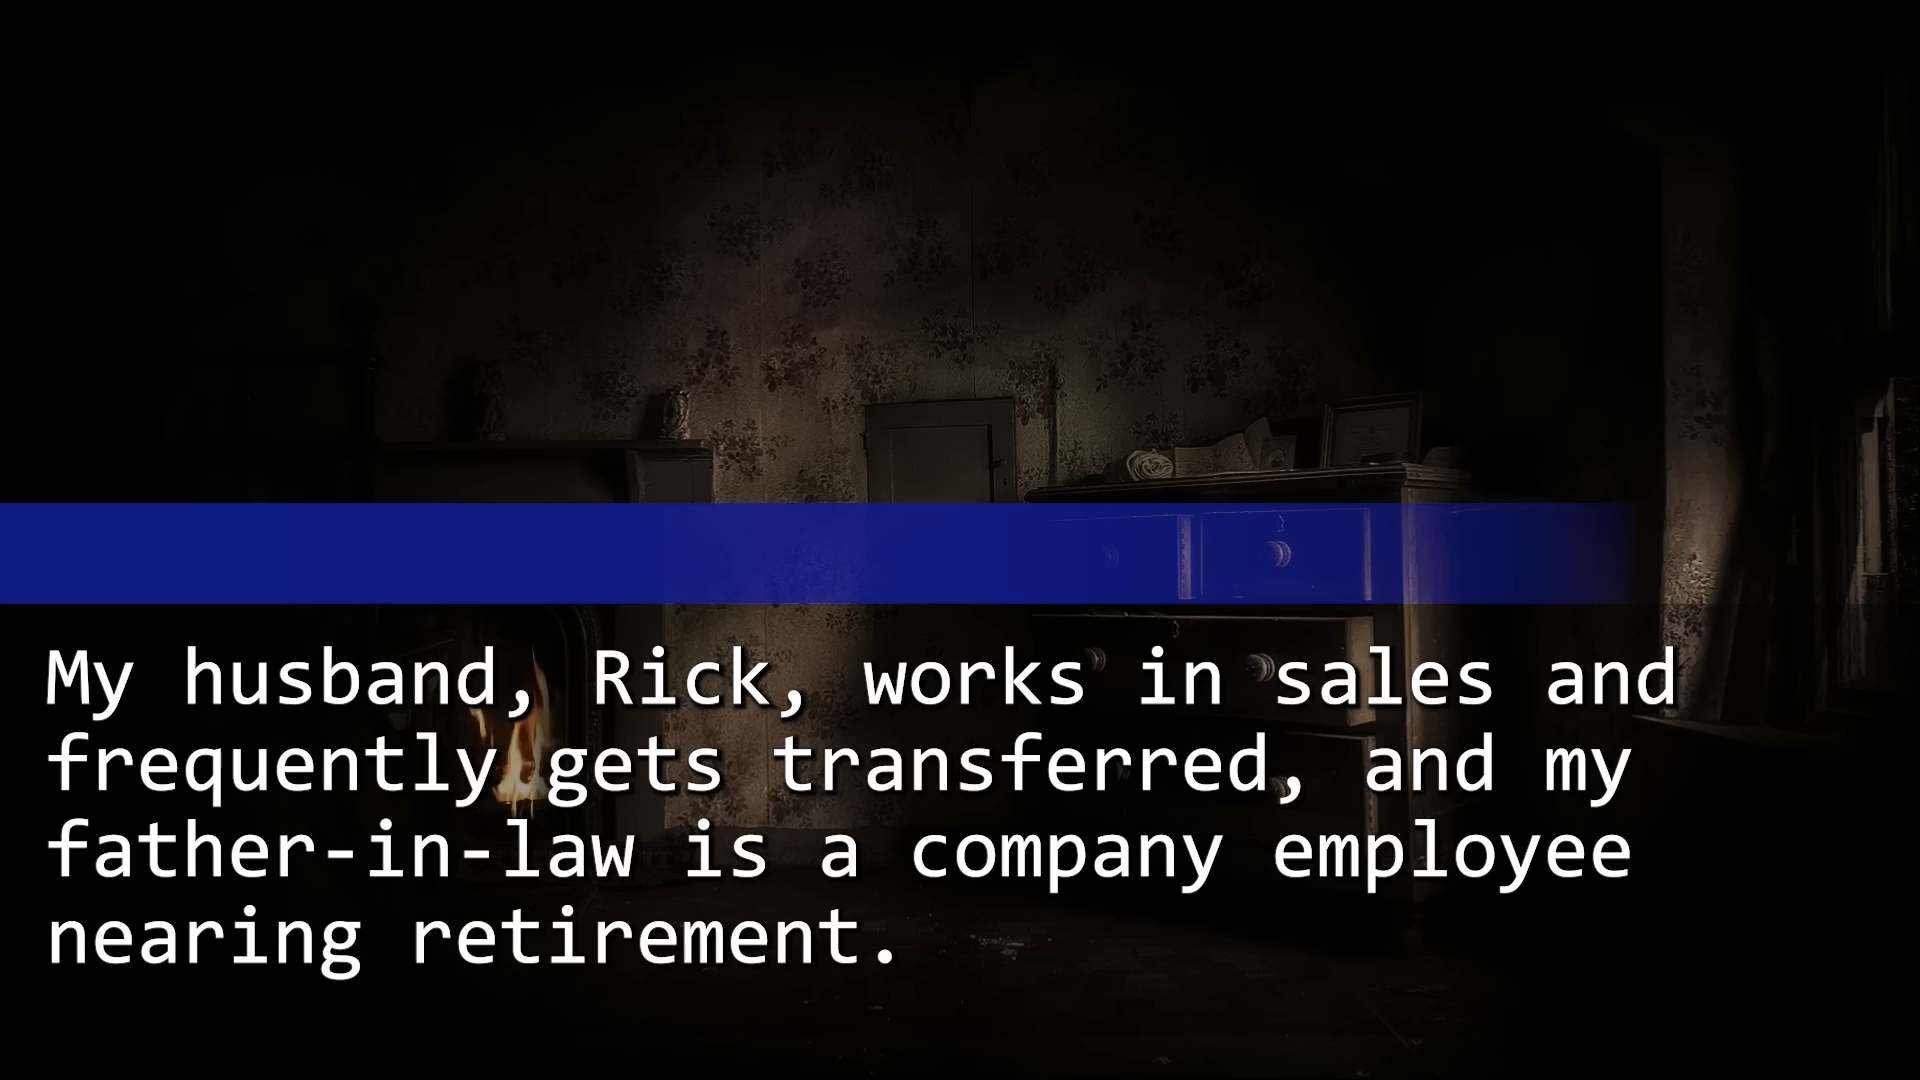 My husband, Rick, works in sales and
frequently gets transferred, and my
father-in-law is a company employee
nearing retirement.